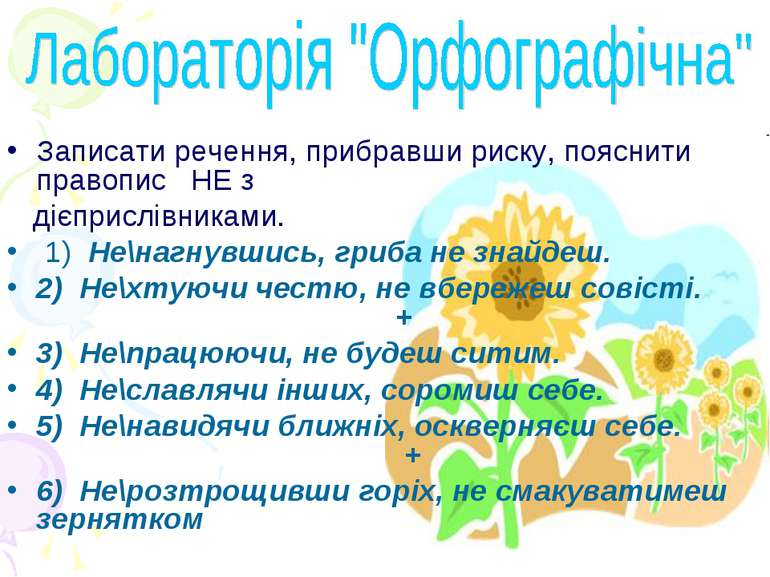 Лабораторія "Орфографічна"
• Записати речення, прибравши риску, пояснити
правопис НЕ з
дієприслівниками.
• 1) Не\нагнувшись, гриба не знайдеш.
• 2) Не\хтуючи честю, не вбережеш совісті.
+
• 3) Не\працюючи, не будеш ситим.
• 4) Не\славлячи інших, соромиш себе.
• 5) Не\навидячи ближніх, оскверняєш себе.
+
• 6) Не\розтрощивши горіх, не смакуватимеш
зернятком